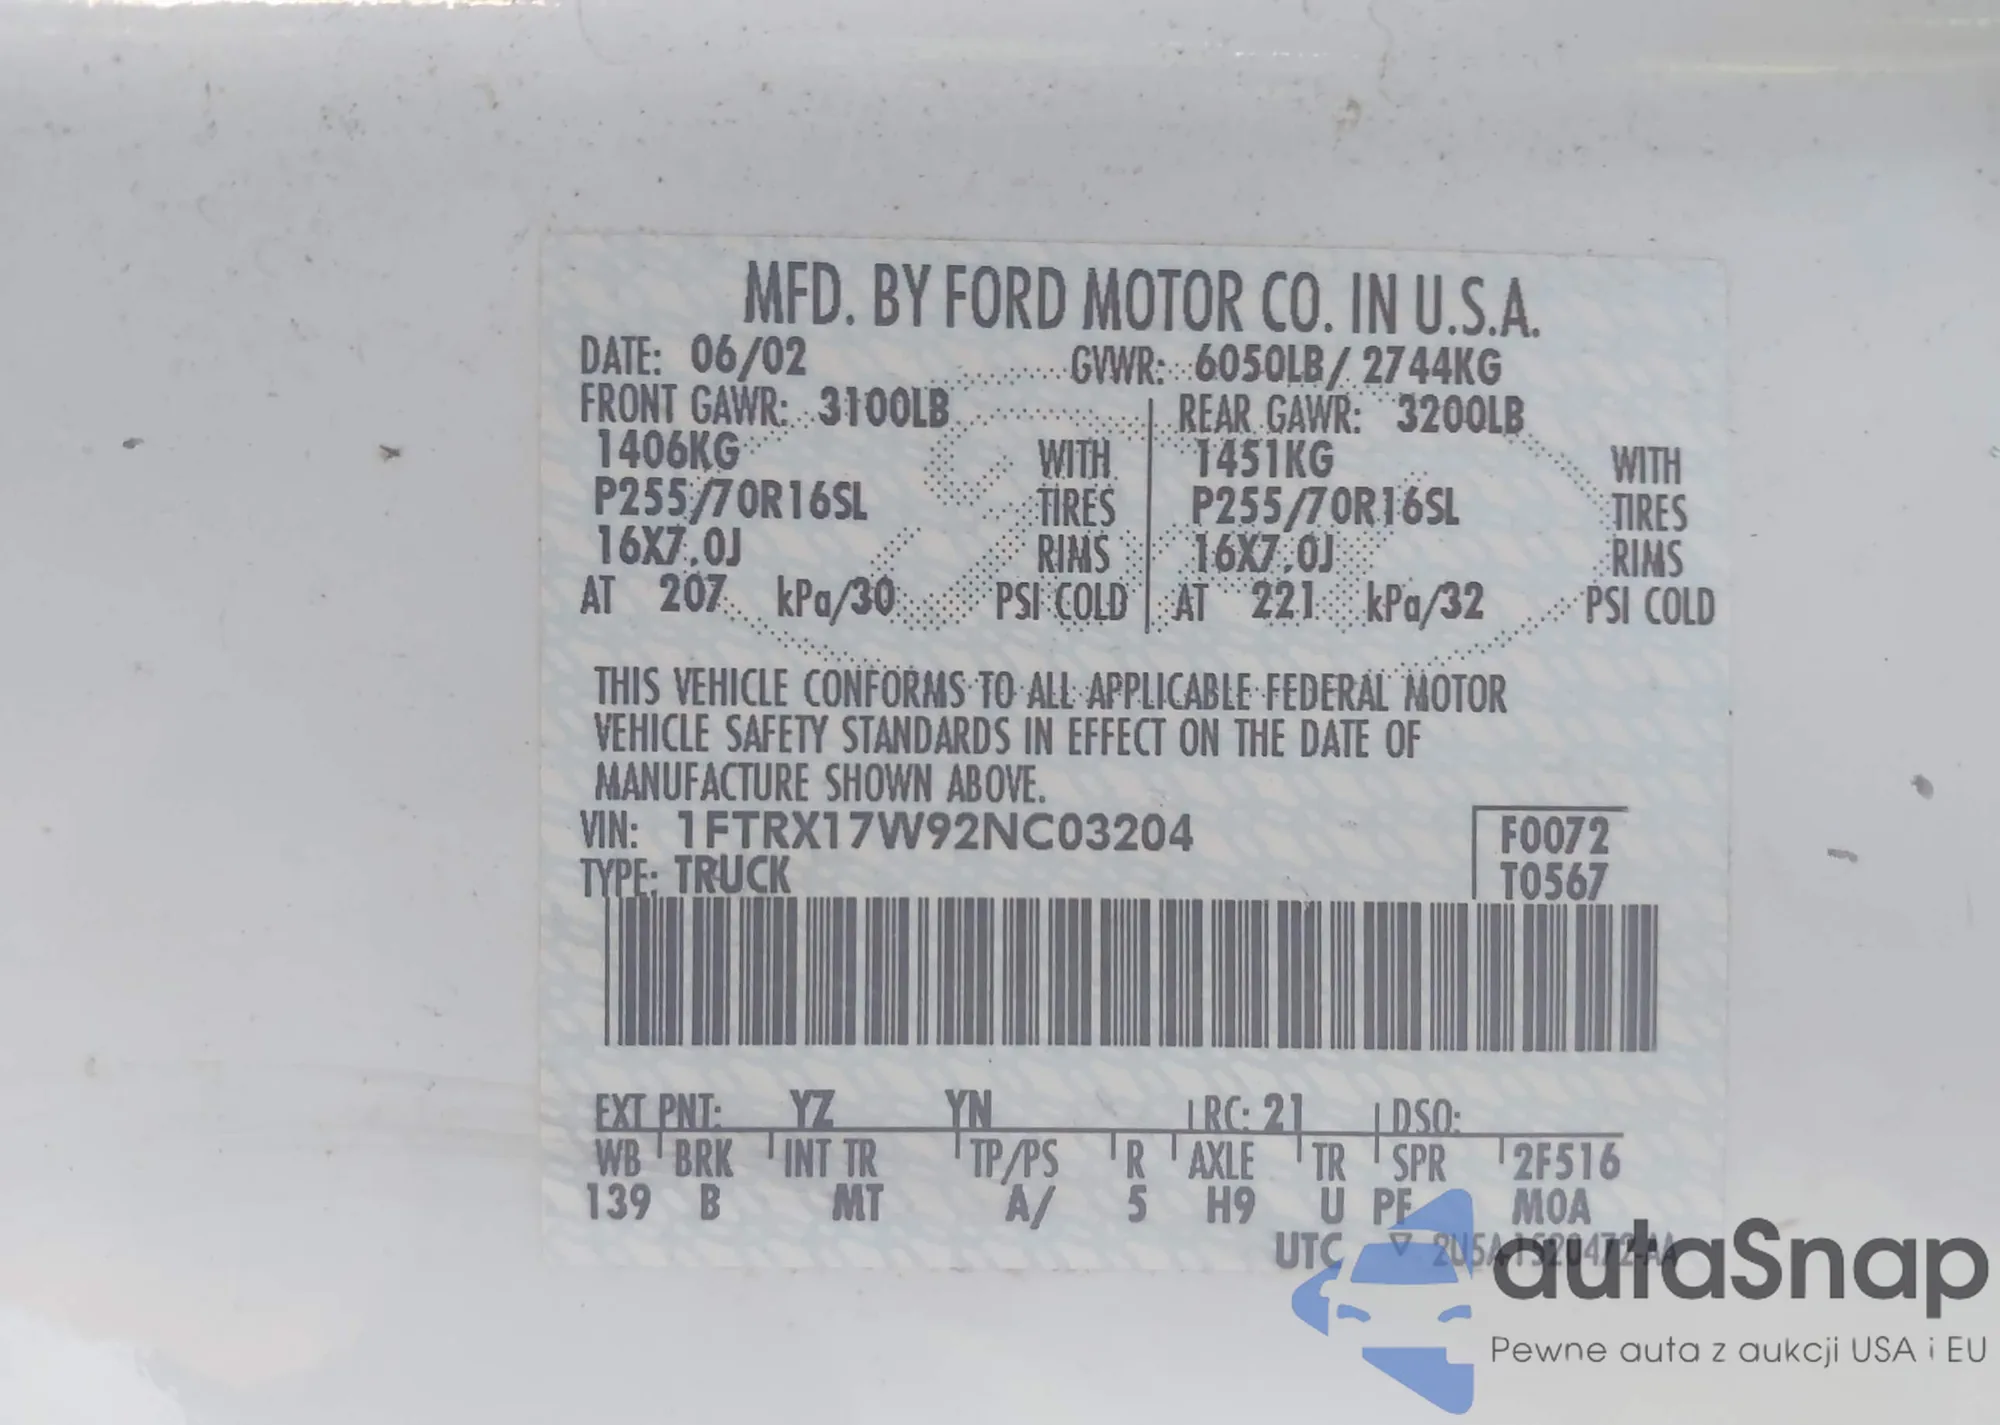 MFD. BY FORD MOTOR CO. IN U.S.A.
DATE: 06/02 GVWR: 6050LB/ 2744KG
FRONT GAWR: 3100LB REAR GAWR: 3200LB
1406KG WITH 1451KG WITH
P255/70R16SL TIRES P255/70R16SL TIRES
16X7.0J RIMS 16X7.0J RIMS
AT 207 kPa/30 PSI COLD AT 221 kPa/32 PSI COLD
THIS VEHICLE CONFORMS TO ALL APPLICABLE FEDERAL MOTOR
VEHICLE SAFETY STANDARDS IN EFFECT ON THE DATE OF
MANUFACTURE SHOWN ABOVE.
VIN: 1FTRX17W92NC03204 F0072
TYPE: TRUCK T0567
EXT PNT: YZ YN RC: 21 DSO:
WB BRK INT TR TP/PS R AXLE TR SPR 2F516
139 B MT A/ 5 H9 U PF M0A
UTC 2U5A-1520472-AA
autaSnap
Pewne auta z aukcji USA i EU